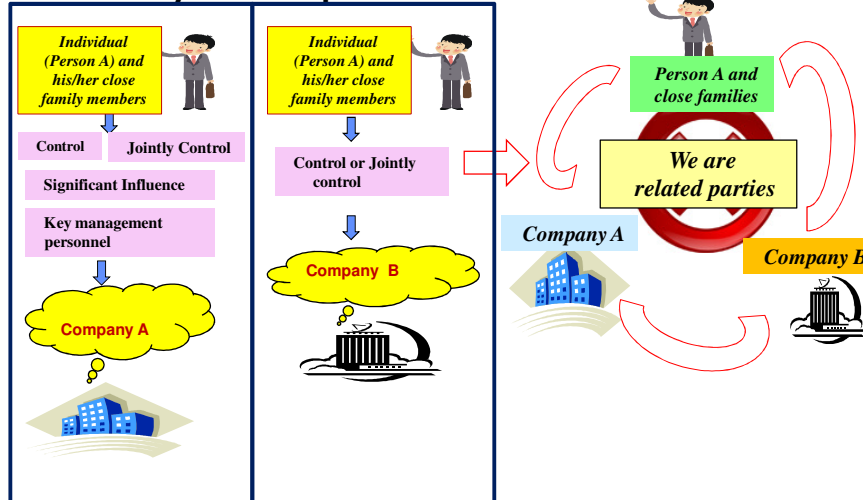 Individual
(Person A) and
his/her close
family members
Control
Jointly Control
Significant Influence
Key management
personnel
Company A
Individual
(Person A) and
his/her close
family members
Control or Jointly
control
Company B
Person A and
close families
We are
related parties
Company A
Company